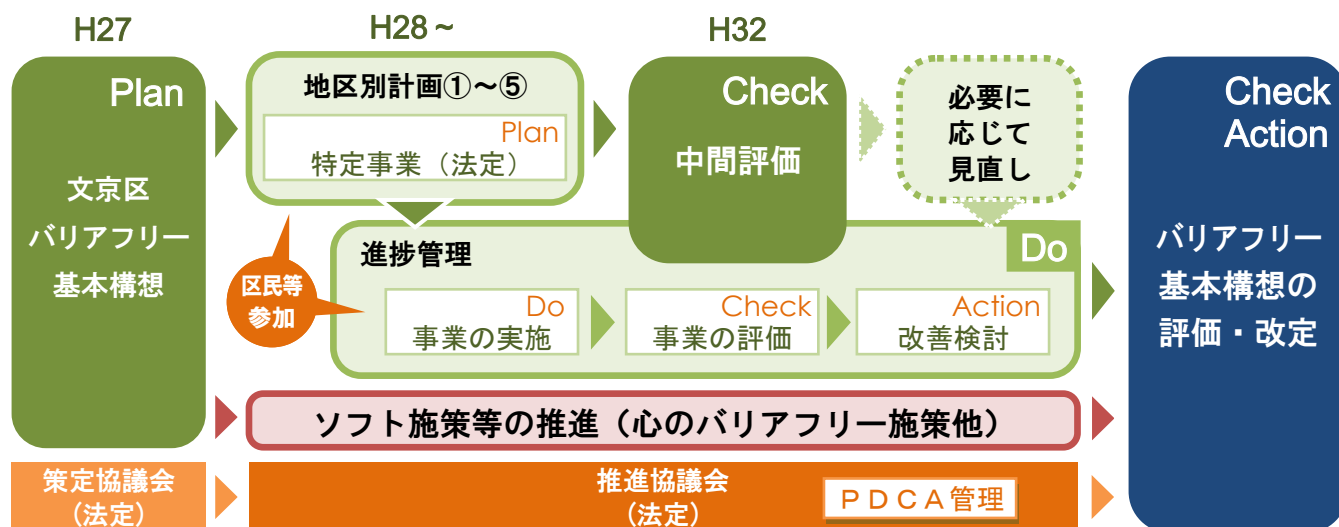 H27
H28～
H32
Plan
文京区
バリアフリー
基本構想
地区別計画①～⑤
Plan
特定事業（法定）
Check
中間評価
必要に
応じて
見直し
Check
Action
バリアフリー
基本構想の
評価・改定
区民等
参加
進捗管理
Do
Do
事業の実施
Check
事業の評価
Action
改善検討
ソフト施策等の推進（心のバリアフリー施策他）
策定協議会
（法定）
推進協議会
（法定）
ＰＤＣＡ管理